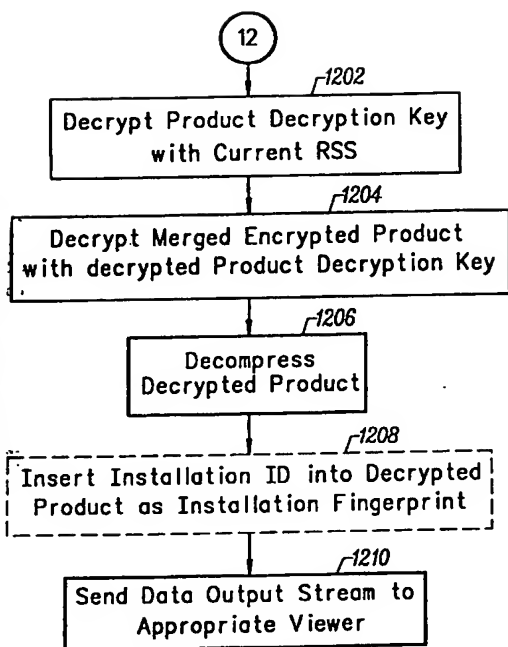 12
1202
Decrypt Product Decryption Key
with Current RSS
1204
Decrypt Merged Encrypted Product
with decrypted Product Decryption Key
1206
Decompress
Decrypted Product
1208
Insert Installation ID into Decrypted
Product as Installation Fingerprint
1210
Send Data Output Stream to
Appropriate Viewer